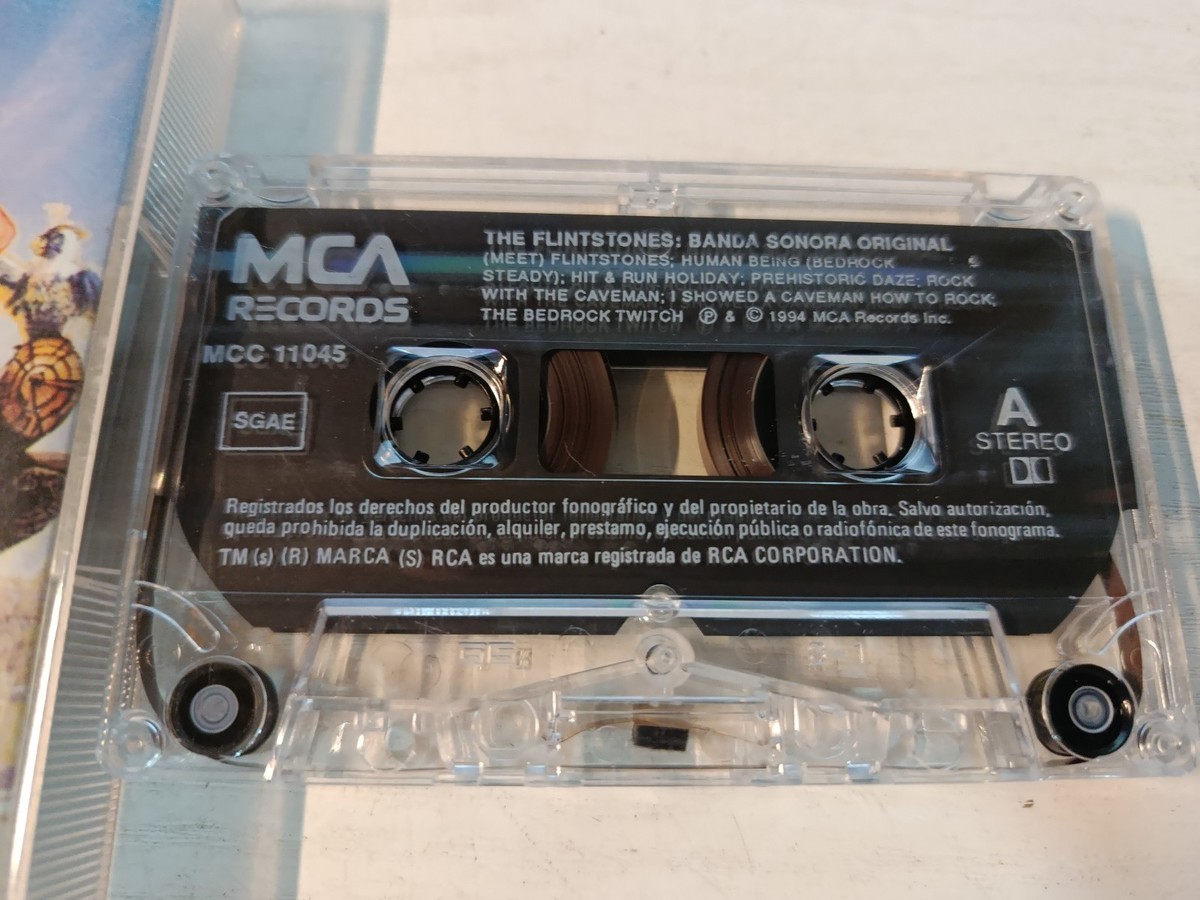 MCA
RECORDS
MCC 11045
SGAE
THE FLINTSTONES: BANDA SONORA ORIGINAL
(MEET) FLINTSTONES; HUMAN BEING (BEDROCK
STEADY); HIT & RUN HOLIDAY; PREHISTORIC DAZE; ROCK
WITH THE CAVEMAN; I SHOWED A CAVEMAN HOW TO ROCK;
THE BEDROCK TWITCH ℗ & © 1994 MCA Records Inc.
A
STEREO
Registrados los derechos del productor fonográfico y del propietario de la obra. Salvo autorización,
queda prohibida la duplicación, alquiler, prestamo, ejecución pública o radiofónica de este fonograma.
TM (s) (R) MARCA (S) RCA es una marca registrada de RCA CORPORATION.